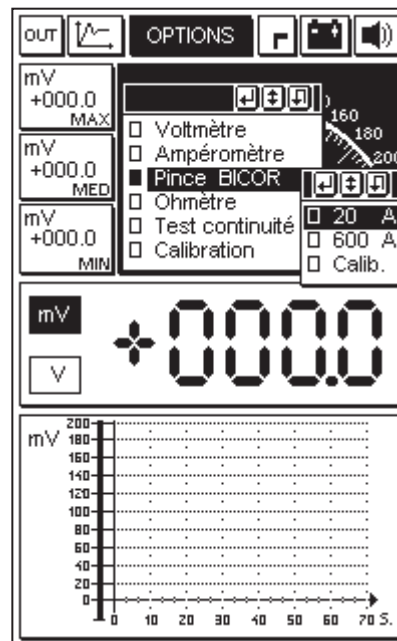 OUT OPTIONS
mV
+000.0
MAX
mV
+000.0
MED
mV
+000.0
MIN
160
180
200
Voltmètre
Ampéromètre
Pince BICOR
Ohmètre
Test continuité
Calibration
20 A
600 A
Calib.
mV
V
+000.0
mV
200
180
160
140
120
100
80
60
40
20
0
0 10 20 30 40 50 60 70 S.